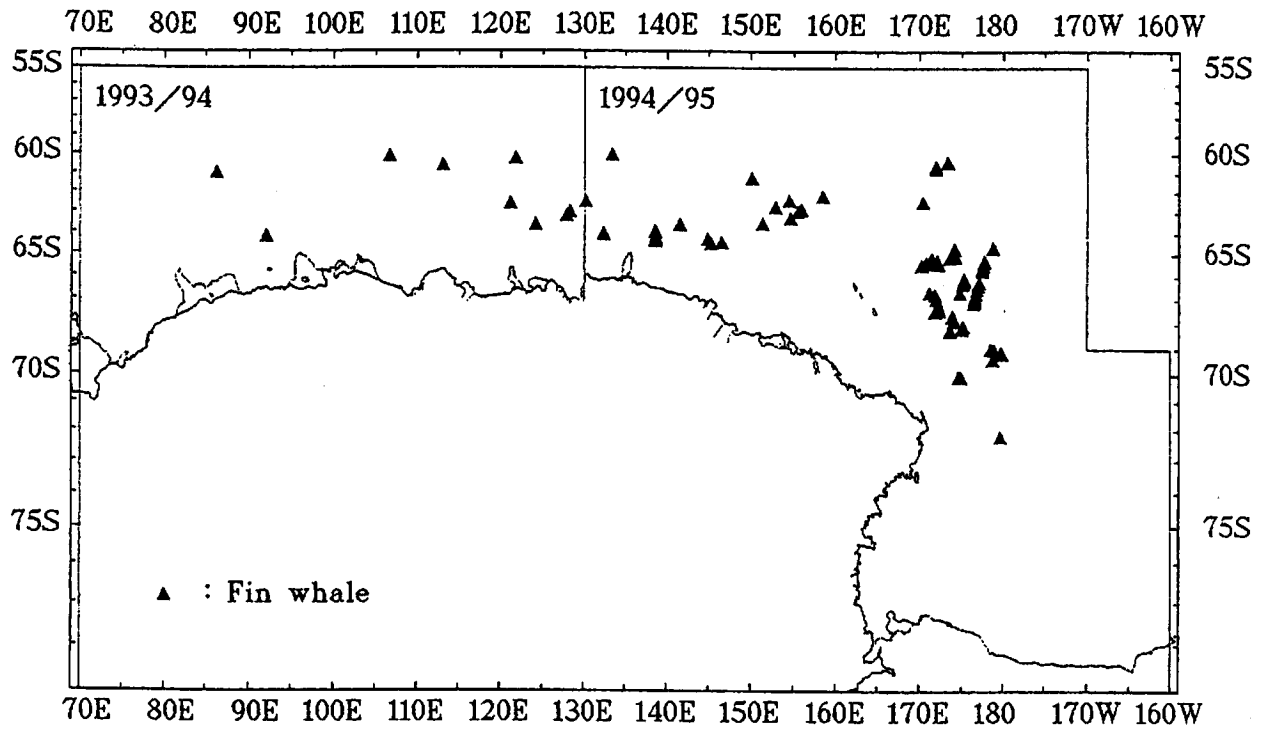 70E 80E 90E 100E 110E 120E 130E 140E 150E 160E 170E 180 170W 160W
55S 55S
1993/94 1994/95
60S 60S
65S 65S
70S 70S
75S 75S
▲ : Fin whale
70E 80E 90E 100E 110E 120E 130E 140E 150E 160E 170E 180 170W 160W